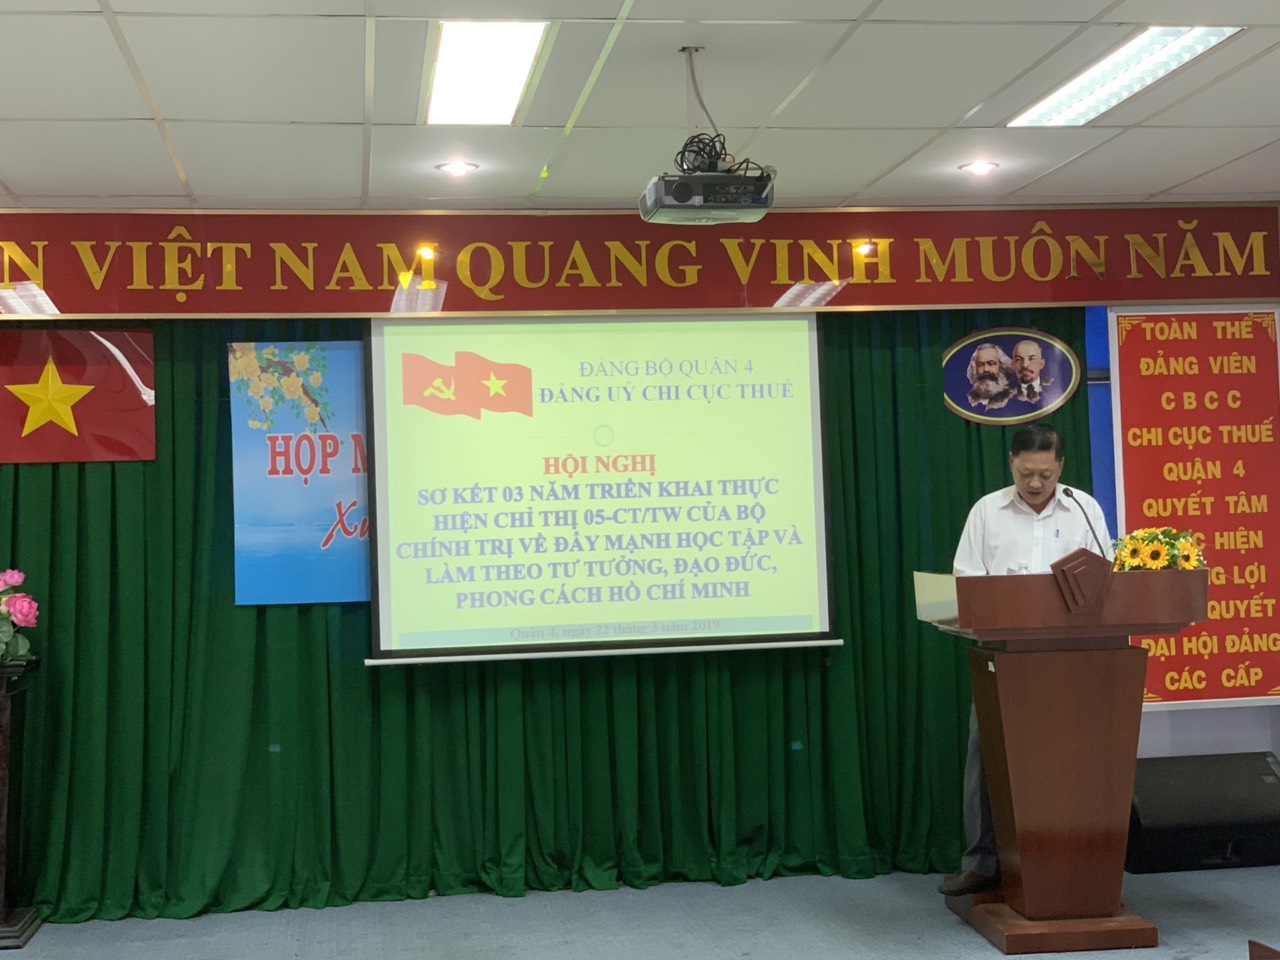 N VIỆT NAM QUANG VINH MUÔN NĂM
HỌP
ĐẢNG BỘ QUẬN 4
ĐẢNG UỶ CHI CỤC THUẾ
HỘI NGHỊ
SƠ KẾT 03 NĂM TRIỂN KHAI THỰC
HIỆN CHỈ THỊ 05-CT/TW CỦA BỘ
CHÍNH TRỊ VỀ ĐẨY MẠNH HỌC TẬP VÀ
LÀM THEO TƯ TƯỞNG, ĐẠO ĐỨC,
PHONG CÁCH HỒ CHÍ MINH
Quận 4, ngày 22 tháng 3 năm 2019
TOÀN THỂ
ĐẢNG VIÊN
CBCC
CHI CỤC THUẾ
QUẬN 4
QUYẾT TÂM
HIỆN
LỢI
QUYẾT
ĐẠI HỘI ĐẢNG
CÁC CẤP